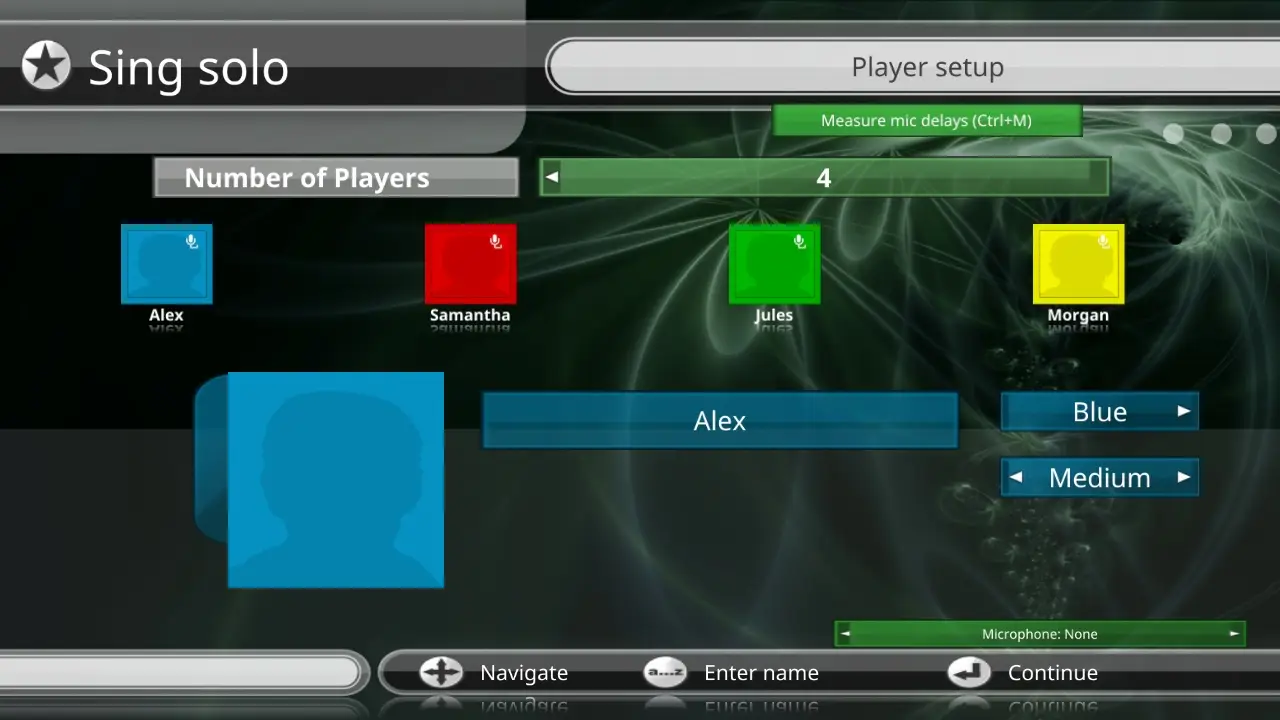 Sing solo
Player setup
Measure mic delays (Ctrl+M)
Number of Players
4
Alex
Samantha
Jules
Morgan
Alex
Blue
Medium
Microphone: None
Navigate
a...z
Enter name
Continue